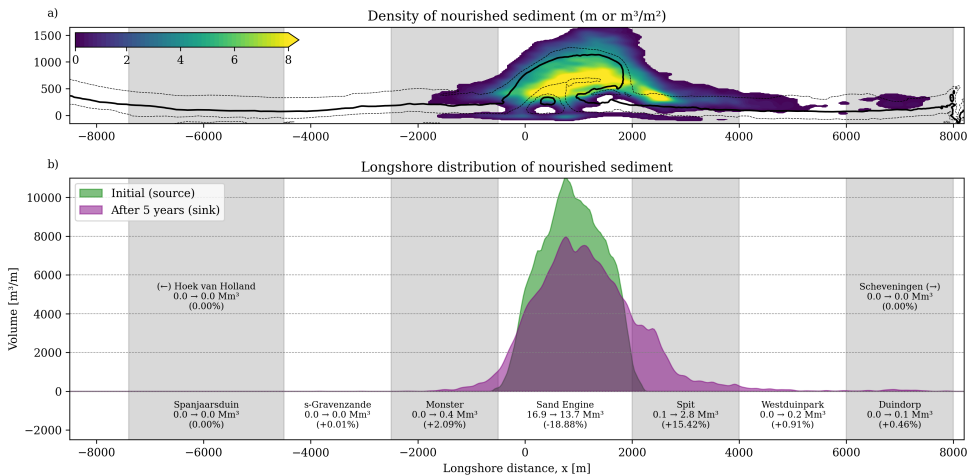 a)
Density of nourished sediment (m or m³/m²)
1500
1000
500
0
0 2 4 6 8
−8000 −6000 −4000 −2000 0 2000 4000 6000 8000
b)
Longshore distribution of nourished sediment
Initial (source)
After 5 years (sink)
10000
8000
6000
4000
2000
0
−2000
Volume [m³/m]
(←) Hoek van Holland
0.0 → 0.0 Mm³
(0.00%)
Scheveningen (→)
0.0 → 0.0 Mm³
(0.00%)
Spanjaarsduin
0.0 → 0.0 Mm³
(0.00%)
s-Gravenzande
0.0 → 0.0 Mm³
(+0.01%)
Monster
0.0 → 0.4 Mm³
(+2.09%)
Sand Engine
16.9 → 13.7 Mm³
(-18.88%)
Spit
0.1 → 2.8 Mm³
(+15.42%)
Westduinpark
0.0 → 0.2 Mm³
(+0.91%)
Duindorp
0.0 → 0.1 Mm³
(+0.46%)
−8000 −6000 −4000 −2000 0 2000 4000 6000 8000
Longshore distance, x [m]